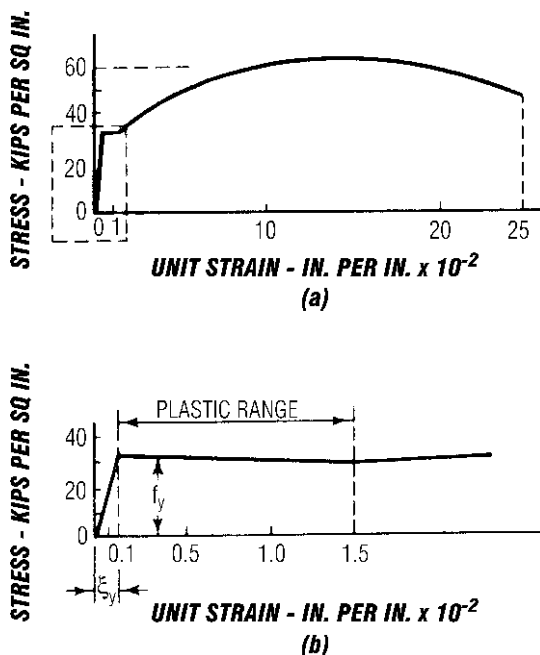 STRESS - KIPS PER SQ IN.
60
40
20
0
0 1 10 20 25
UNIT STRAIN - IN. PER IN. x 10⁻²
(a)
STRESS - KIPS PER SQ IN.
PLASTIC RANGE
40
20
0
f_y
0.1 0.5 1.0 1.5
ξ_y
UNIT STRAIN - IN. PER IN. x 10⁻²
(b)